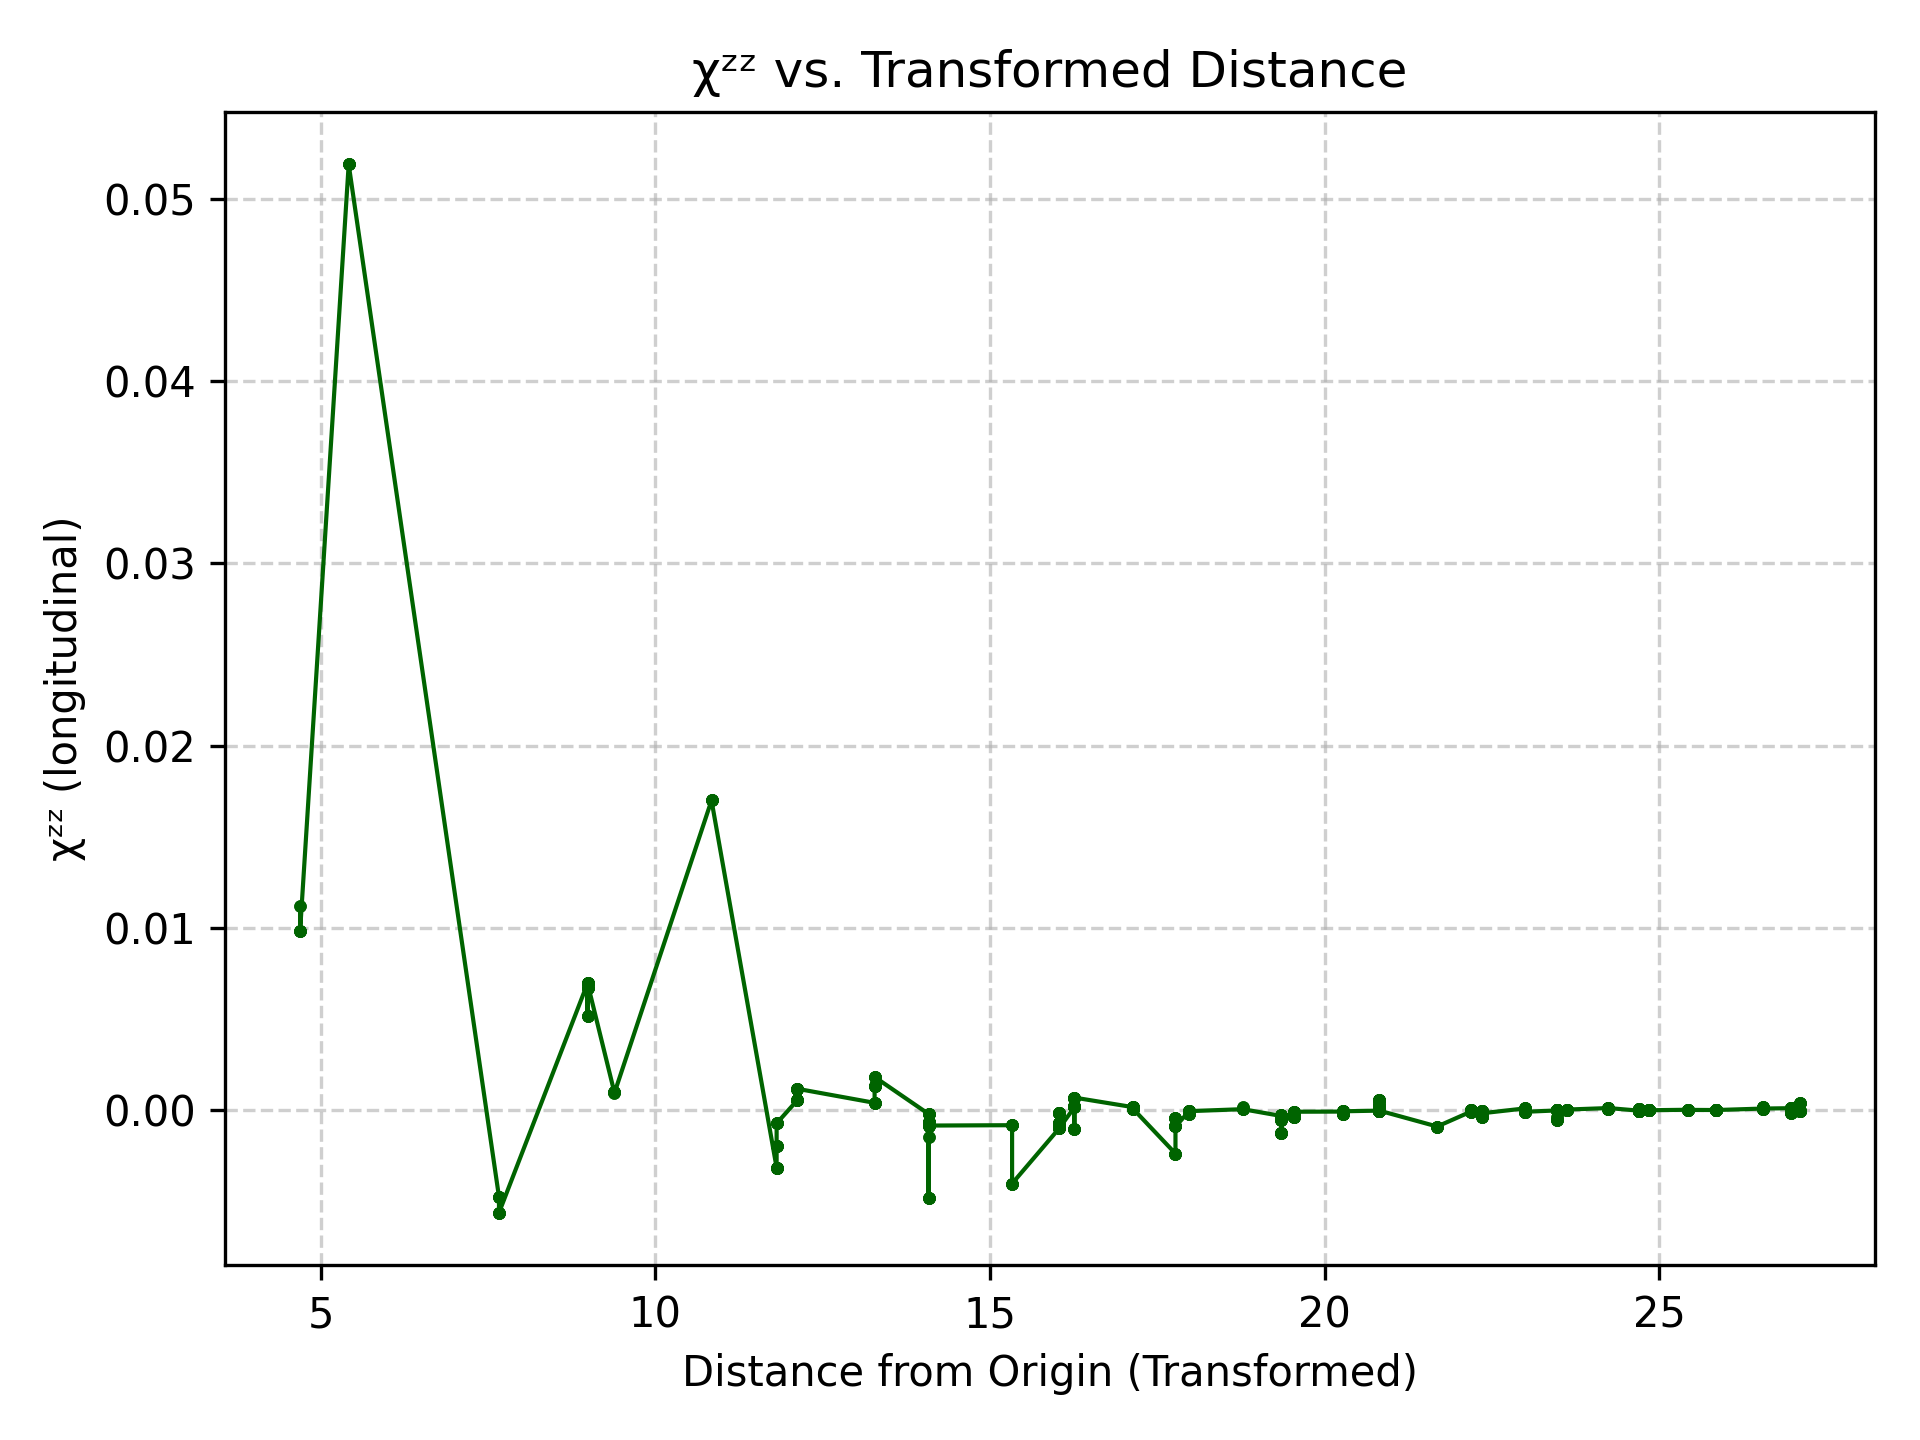 χᶻᶻ vs. Transformed Distance
χᶻᶻ (longitudinal)
0.05
0.04
0.03
0.02
0.01
0.00
5 10 15 20 25
Distance from Origin (Transformed)